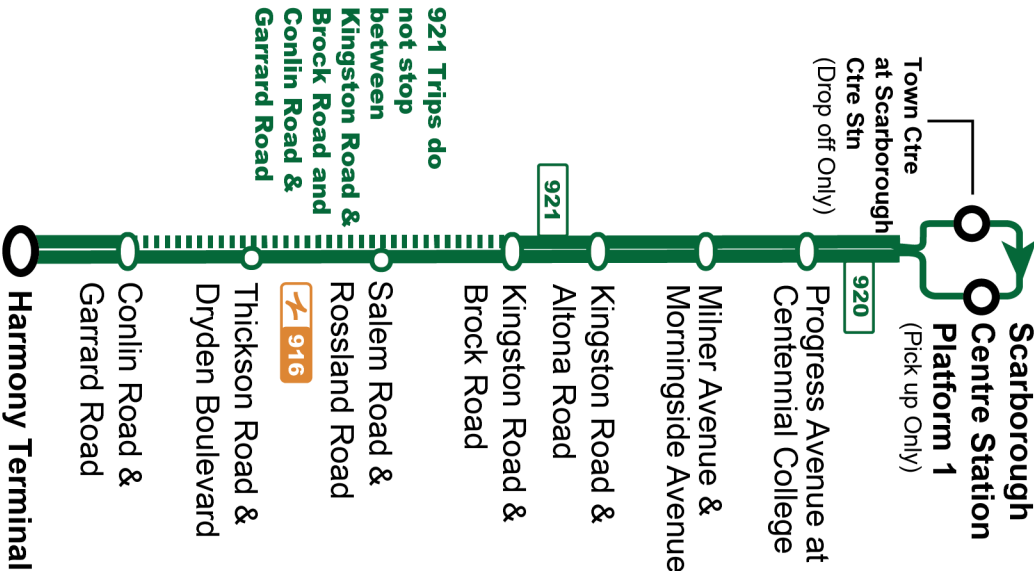 Scarborough
Centre Station
Platform 1
(Pick up Only)
Town Ctre
at Scarborough
Ctre Stn
(Drop off Only)
920
Progress Avenue at
Centennial College
Milner Avenue &
Morningside Avenue
Kingston Road &
Altona Road
921
Kingston Road &
Brock Road
921 Trips do
not stop
between
Kingston Road &
Brock Road and
Conlin Road &
Garrard Road
Salem Road &
Rossland Road
916
Thickson Road &
Dryden Boulevard
Conlin Road &
Garrard Road
Harmony Terminal